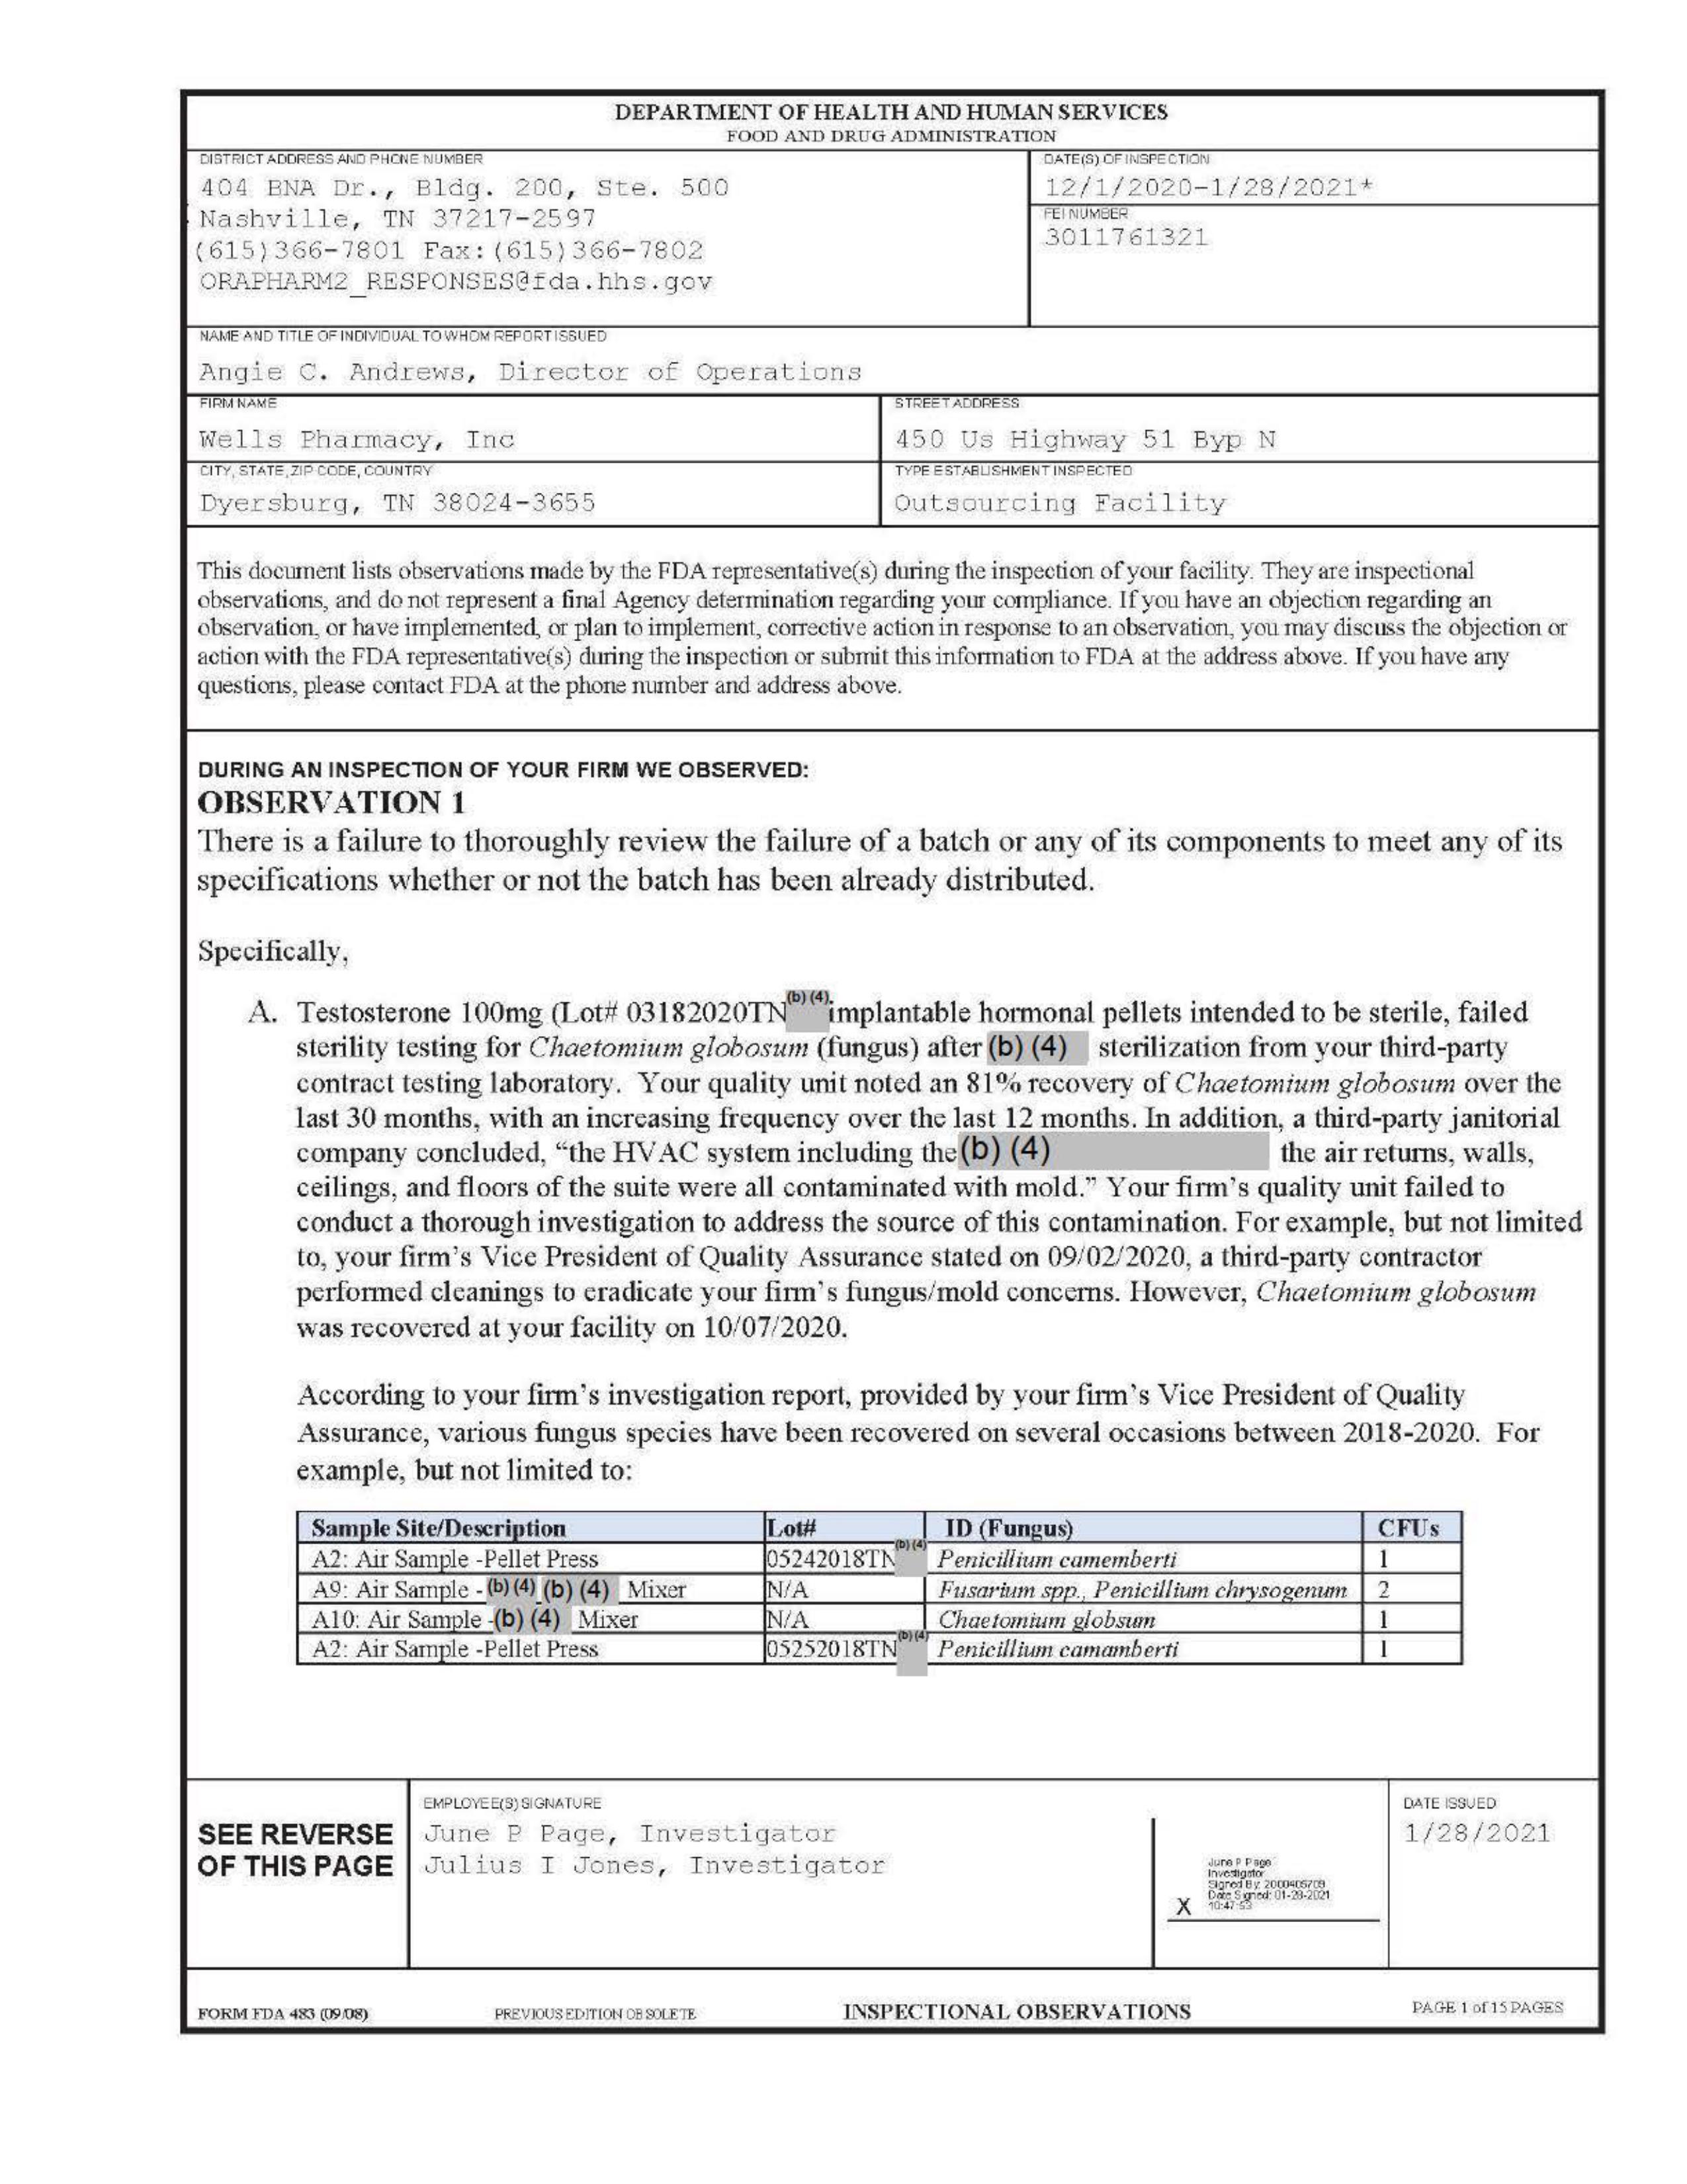 DEPARTMENT OF HEALTH AND HUMAN SERVICES
FOOD AND DRUG ADMINISTRATION
DISTRICT ADDRESS AND PHONE NUMBER
404 BNA Dr., Bldg. 200, Ste. 500
Nashville, TN 37217-2597
(615)366-7801 Fax:(615)366-7802
ORAPHARM2_RESPONSES@fda.hhs.gov
DATE(S) OF INSPECTION
12/1/2020-1/28/2021*
FEI NUMBER
3011761321
NAME AND TITLE OF INDIVIDUAL TO WHOM REPORT ISSUED
Angie C. Andrews, Director of Operations
FIRM NAME
Wells Pharmacy, Inc
STREET ADDRESS
450 Us Highway 51 Byp N
CITY, STATE, ZIP CODE, COUNTRY
Dyersburg, TN 38024-3655
TYPE ESTABLISHMENT INSPECTED
Outsourcing Facility
This document lists observations made by the FDA representative(s) during the inspection of your facility. They are inspectional
observations, and do not represent a final Agency determination regarding your compliance. If you have an objection regarding an
observation, or have implemented, or plan to implement, corrective action in response to an observation, you may discuss the objection or
action with the FDA representative(s) during the inspection or submit this information to FDA at the address above. If you have any
questions, please contact FDA at the phone number and address above.
DURING AN INSPECTION OF YOUR FIRM WE OBSERVED:
OBSERVATION 1
There is a failure to thoroughly review the failure of a batch or any of its components to meet any of its
specifications whether or not the batch has been already distributed.
Specifically,
A. Testosterone 100mg (Lot# 03182020TN (b) (4) implantable hormonal pellets intended to be sterile, failed
sterility testing for Chaetomium globosum (fungus) after (b) (4) sterilization from your third-party
contract testing laboratory. Your quality unit noted an 81% recovery of Chaetomium globosum over the
last 30 months, with an increasing frequency over the last 12 months. In addition, a third-party janitorial
company concluded, “the HVAC system including the (b) (4) the air returns, walls,
ceilings, and floors of the suite were all contaminated with mold.” Your firm’s quality unit failed to
conduct a thorough investigation to address the source of this contamination. For example, but not limited
to, your firm’s Vice President of Quality Assurance stated on 09/02/2020, a third-party contractor
performed cleanings to eradicate your firm’s fungus/mold concerns. However, Chaetomium globosum
was recovered at your facility on 10/07/2020.
According to your firm’s investigation report, provided by your firm’s Vice President of Quality
Assurance, various fungus species have been recovered on several occasions between 2018-2020. For
example, but not limited to:
Sample Site/Description Lot# ID (Fungus) CFUs
A2: Air Sample -Pellet Press 05242018TN (b) (4) Penicillium camemberti 1
A9: Air Sample - (b) (4) (b) (4) Mixer N/A Fusarium spp., Penicillium chrysogenum 2
A10: Air Sample -(b) (4) Mixer N/A Chaetomium globsum 1
A2: Air Sample -Pellet Press 05252018TN (b) (4) Penicillium camamberti 1
SEE REVERSE
OF THIS PAGE
EMPLOYEE(S) SIGNATURE
June P Page, Investigator
Julius I Jones, Investigator
June P Page
Investigator
Signed By: 2000405709
Date Signed: 01-28-2021
10:47:53
X
DATE ISSUED
1/28/2021
FORM FDA 483 (09/08) PREVIOUS EDITION OBSOLETE INSPECTIONAL OBSERVATIONS PAGE 1 of 15 PAGES